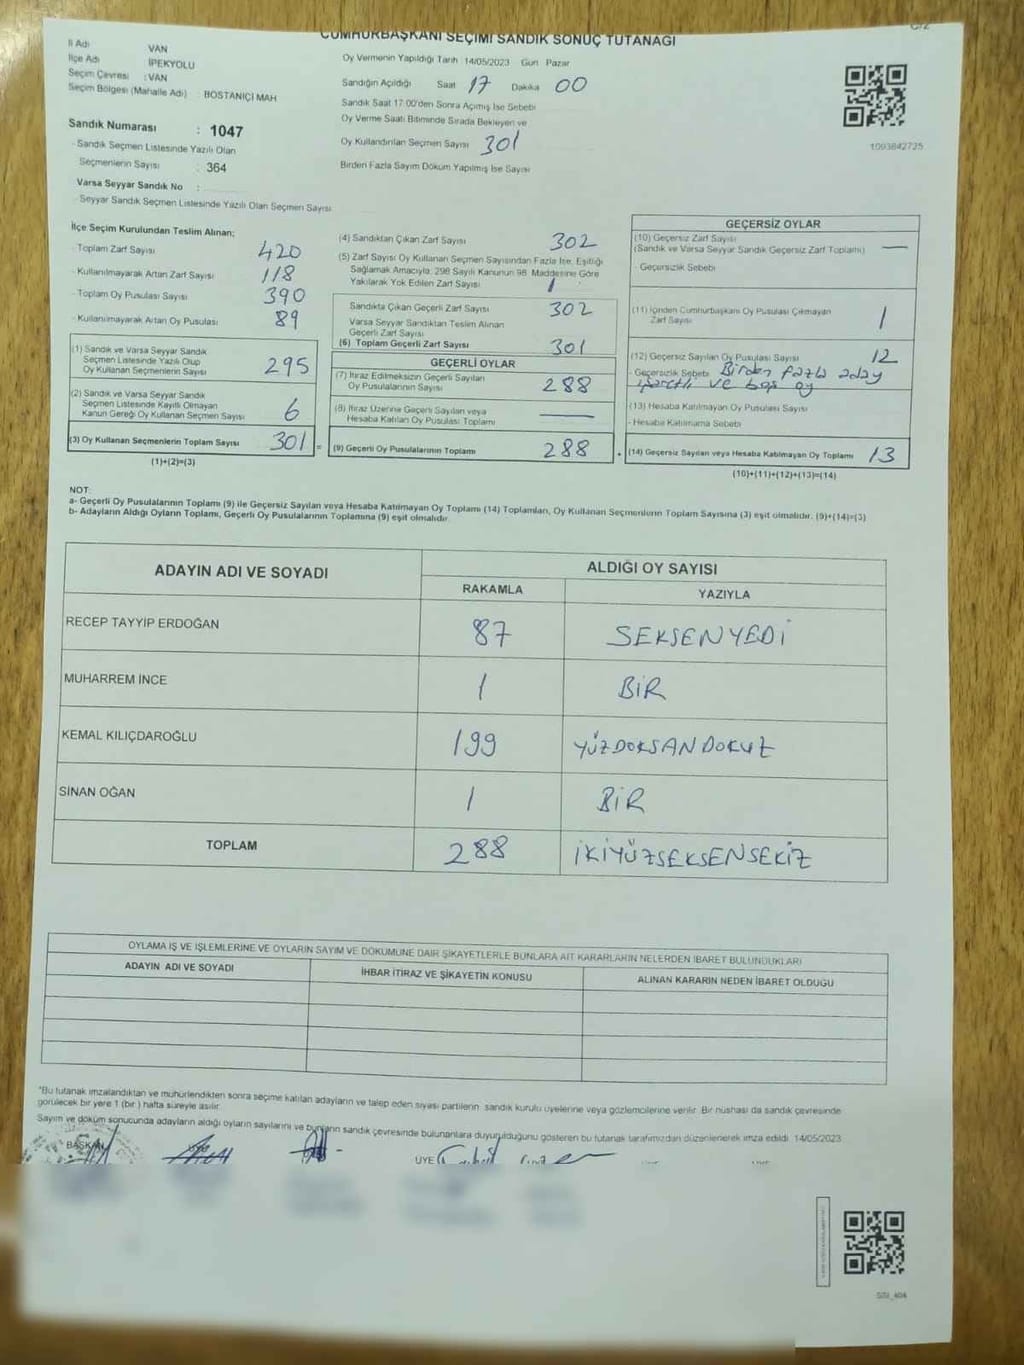 CUMHURBAŞKANI SEÇİMİ SANDIK SONUÇ TUTANAĞI
C/2
İl Adı VAN
İlçe Adı İPEKYOLU
Seçim Çevresi : VAN
Seçim Bölgesi (Mahalle Adı) : BOSTANİÇİ MAH
Sandık Numarası : 1047
- Sandık Seçmen Listesinde Yazılı Olan
Seçmenlerin Sayısı : 364
Varsa Seyyar Sandık No :
- Seyyar Sandık Seçmen Listesinde Yazılı Olan Seçmen Sayısı
Oy Vermenin Yapıldığı Tarih 14/05/2023 Gün Pazar
Sandığın Açıldığı Saat 17 Dakika 00
Sandık Saat 17:00'den Sonra Açılmış İse Sebebi
Oy Verme Saati Bitiminde Sırada Bekleyen ve
Oy Kullandırılan Seçmen Sayısı 301
Birden Fazla Sayım Döküm Yapılmış İse Sayısı
1093842725
İlçe Seçim Kurulundan Teslim Alınan;
- Toplam Zarf Sayısı 420
- Kullanılmayarak Artan Zarf Sayısı 118
- Toplam Oy Pusulası Sayısı 390
- Kullanılmayarak Artan Oy Pusulası 89
(1) Sandık ve Varsa Seyyar Sandık
Seçmen Listesinde Yazılı Olup
Oy Kullanan Seçmenlerin Sayısı 295
(2) Sandık ve Varsa Seyyar Sandık
Seçmen Listesinde Kayıtlı Olmayan
Kanun Gereği Oy Kullanan Seçmen Sayısı 6
(3) Oy Kullanan Seçmenlerin Toplam Sayısı 301 =
(1)+(2)=(3)
(4) Sandıktan Çıkan Zarf Sayısı 302
(5) Zarf Sayısı Oy Kullanan Seçmen Sayısından Fazla İse, Eşitliği
Sağlamak Amacıyla; 298 Sayılı Kanunun 98. Maddesine Göre
Yakılarak Yok Edilen Zarf Sayısı 1
Sandıkta Çıkan Geçerli Zarf Sayısı 302
Varsa Seyyar Sandıktan Teslim Alınan
Geçerli Zarf Sayısı
(6) Toplam Geçerli Zarf Sayısı 301
GEÇERLİ OYLAR
(7) İtiraz Edilmeksizin Geçerli Sayılan
Oy Pusulalarının Sayısı 288
(8) İtiraz Üzerine Geçerli Sayılan veya
Hesaba Katılan Oy Pusulası Toplamı —
(9) Geçerli Oy Pusulalarının Toplamı 288 +
GEÇERSİZ OYLAR
(10) Geçersiz Zarf Sayısı
(Sandık ve Varsa Seyyar Sandık Geçersiz Zarf Toplamı) —
- Geçersizlik Sebebi
(11) İçinden Cumhurbaşkanı Oy Pusulası Çıkmayan
Zarf Sayısı 1
(12) Geçersiz Sayılan Oy Pusulası Sayısı 12
- Geçersizlik Sebebi Birden fazla aday
işaretli ve boş oy
(13) Hesaba Katılmayan Oy Pusulası Sayısı
- Hesaba Katılmama Sebebi
(14) Geçersiz Sayılan veya Hesaba Katılmayan Oy Toplamı 13
(10)+(11)+(12)+(13)=(14)
NOT:
a- Geçerli Oy Pusulalarının Toplamı (9) ile Geçersiz Sayılan veya Hesaba Katılmayan Oy Toplamı (14) Toplamları, Oy Kullanan Seçmenlerin Toplam Sayısına (3) eşit olmalıdır. (9)+(14)=(3)
b- Adayların Aldığı Oyların Toplamı, Geçerli Oy Pusulalarının Toplamına (9) eşit olmalıdır.
ADAYIN ADI VE SOYADI ALDIĞI OY SAYISI
RAKAMLA YAZIYLA
RECEP TAYYİP ERDOĞAN 87 SEKSENYEDİ
MUHARREM İNCE 1 BİR
KEMAL KILIÇDAROĞLU 199 YÜZDOKSANDOKUZ
SİNAN OĞAN 1 BİR
TOPLAM 288 İKİYÜZSEKSENSEKİZ
OYLAMA İŞ VE İŞLEMLERİNE VE OYLARIN SAYIM VE DÖKÜMÜNE DAİR ŞİKAYETLERLE BUNLARA AİT KARARLARIN NELERDEN İBARET BULUNDUKLARI
ADAYIN ADI VE SOYADI İHBAR İTİRAZ VE ŞİKAYETİN KONUSU ALINAN KARARIN NEDEN İBARET OLDUĞU
*Bu tutanak imzalandıktan ve mühürlendikten sonra seçime katılan adayların ve talep eden siyasi partilerin sandık kurulu üyelerine veya gözlemcilerine verilir. Bir nüshası da sandık çevresinde
görülecek bir yere 1 (bir) hafta süreyle asılır.
Sayım ve döküm sonucunda adayların aldığı oyların sayılarını ve bunların sandık çevresinde bulunanlara duyurulduğunu gösteren bu tutanak tarafımızdan düzenlenerek imza edildi 14/05/2023
BAŞKAN
ÜYE